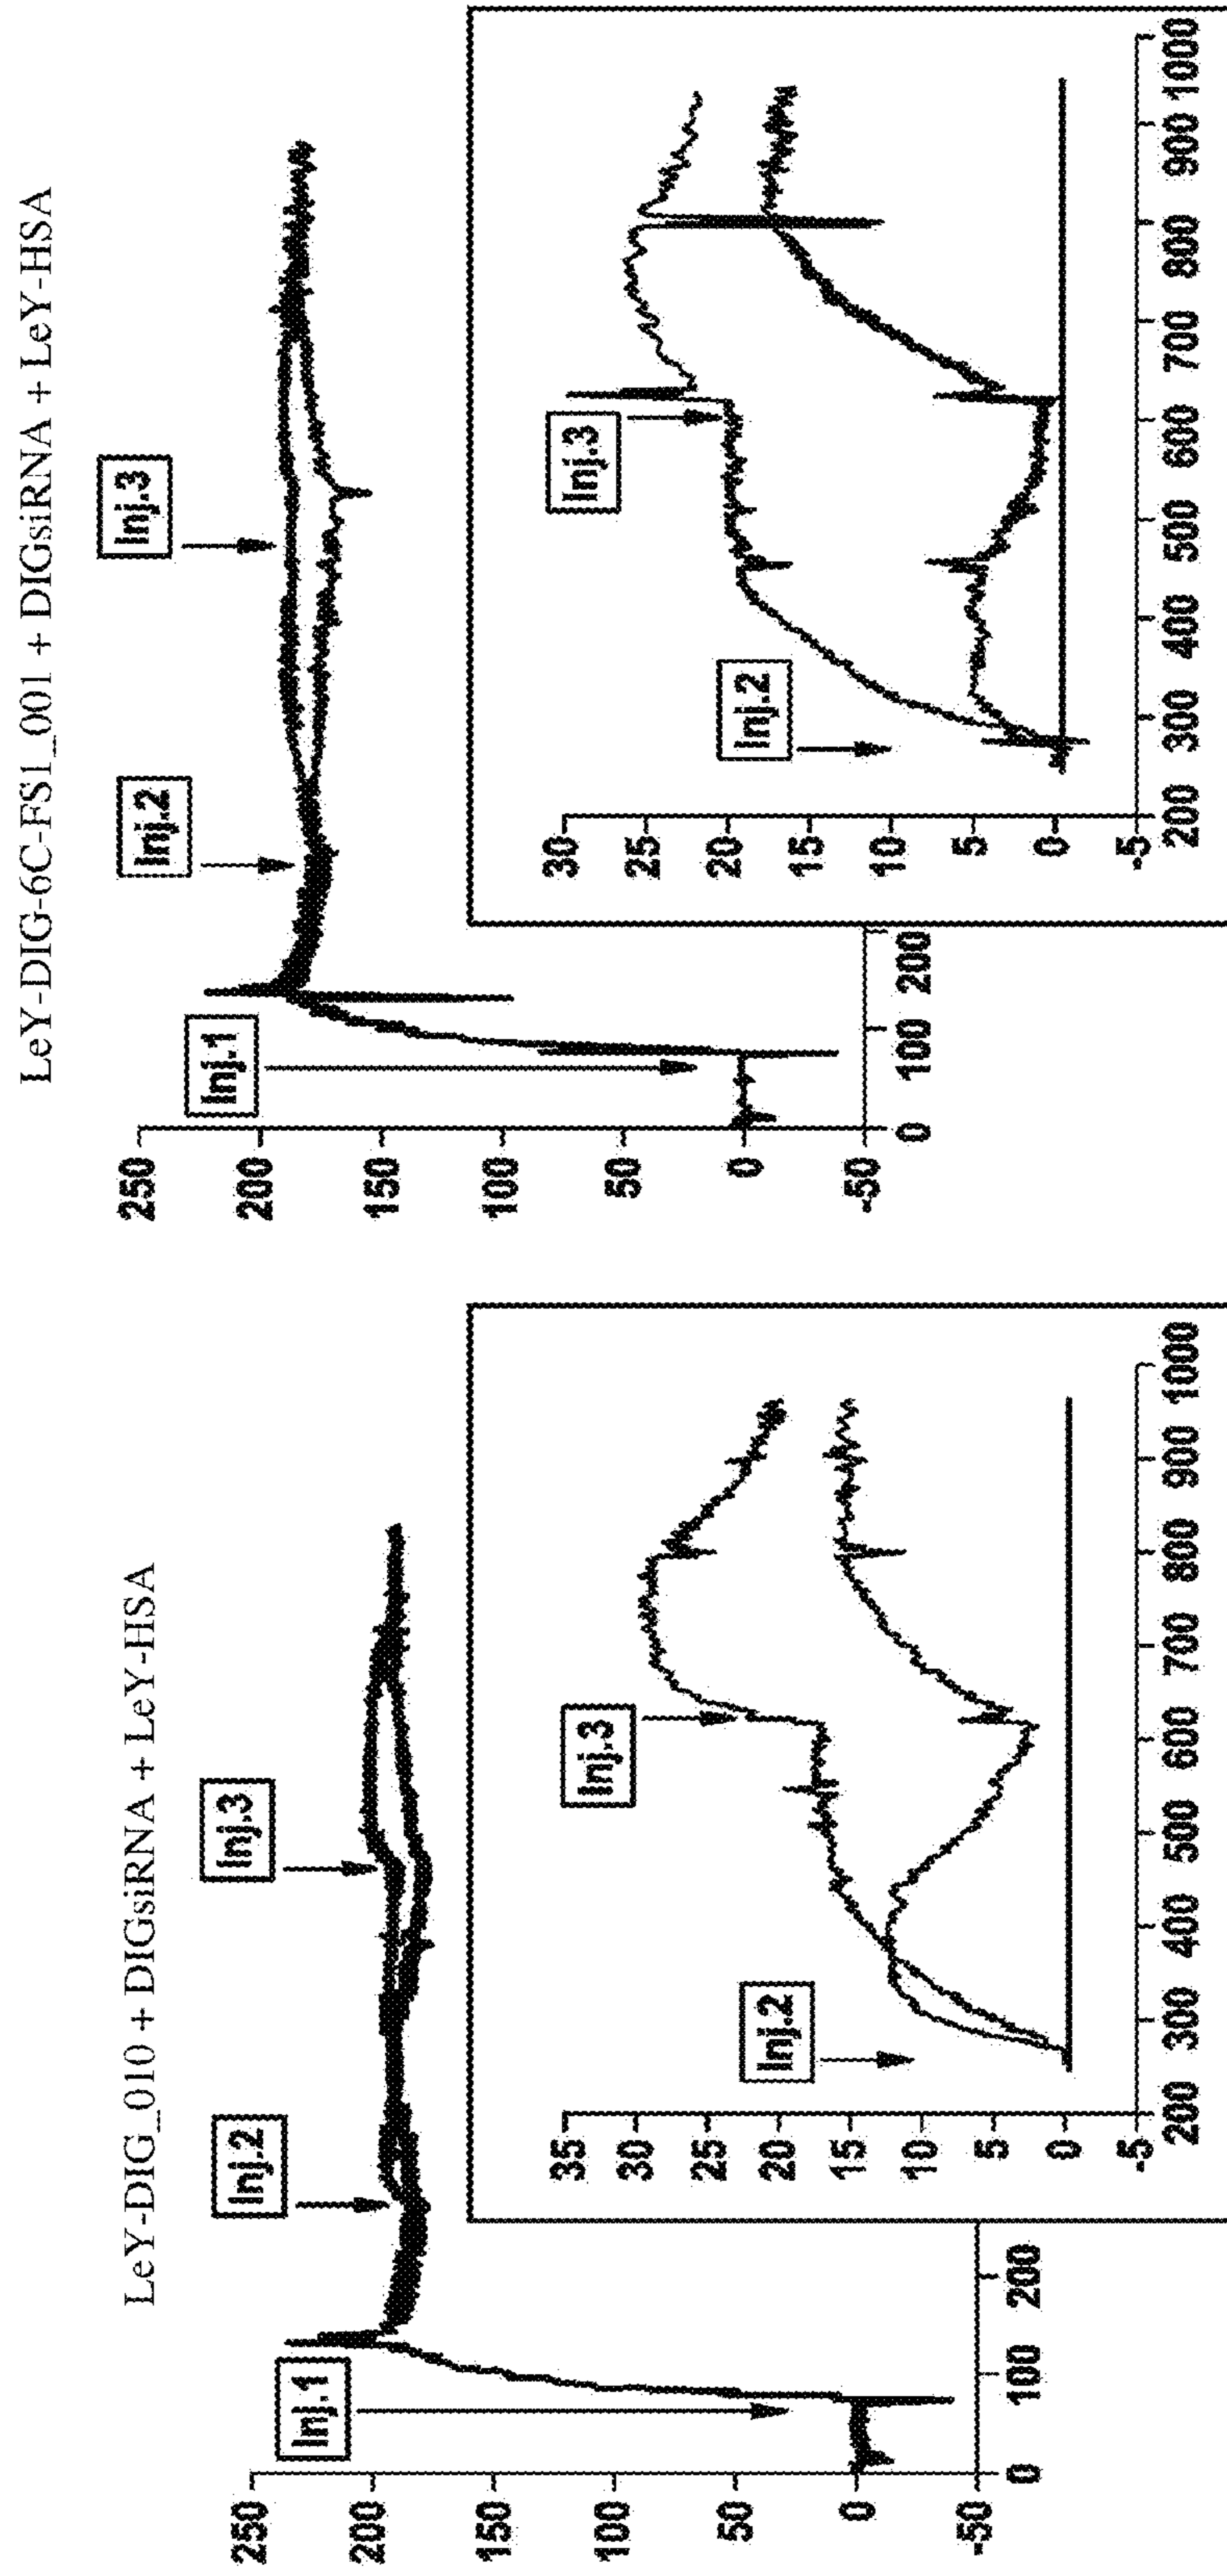 LeY-DIG_010 + DIGsiRNA + LeY-HSA
250
200
150
100
50
0
-50
0 100 200
Inj.1
Inj.2
Inj.3
35
30
25
20
15
10
5
0
-5
200 300 400 500 600 700 800 900 1000
Inj.2
Inj.3
LeY-DIG-6C-FS1_001 + DIGsiRNA + LeY-HSA
250
200
150
100
50
0
-50
0 100 200
Inj.1
Inj.2
Inj.3
30
25
20
15
10
5
0
-5
200 300 400 500 600 700 800 900 1000
Inj.2
Inj.3